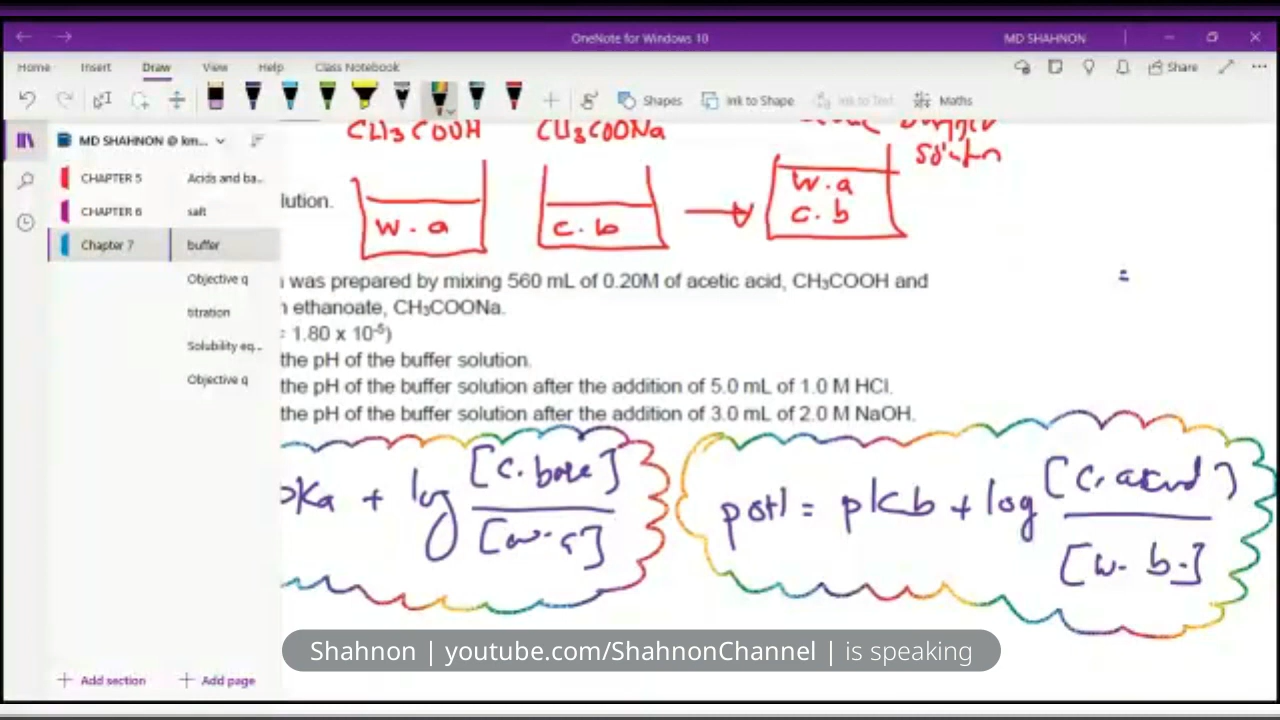 OneNote for Windows 10
MD SHAHNON
Home Insert Draw View Help Class Notebook
Share
Shapes Ink to Shape Ink to Text Maths
MD SHAHNON @ km...
CHAPTER 5
CHAPTER 6
Chapter 7
Acids and ba...
salt
buffer
Objective q
titration
Solubility eq...
Objective q
Add section
Add page
CH3COOH
CH3COONa
w.a
c.b
w.a
c.b
lution.
was prepared by mixing 560 mL of 0.20M of acetic acid, CH₃COOH and
ethanoate, CH₃COONa.
= 1.80 x 10⁻⁵)
the pH of the buffer solution.
the pH of the buffer solution after the addition of 5.0 mL of 1.0 M HCl.
the pH of the buffer solution after the addition of 3.0 mL of 2.0 M NaOH.
pKa + log [c.base]
[w.a]
pOH = pKb + log [c.acid]
[w.b.]
Shahnon | youtube.com/ShahnonChannel | is speaking